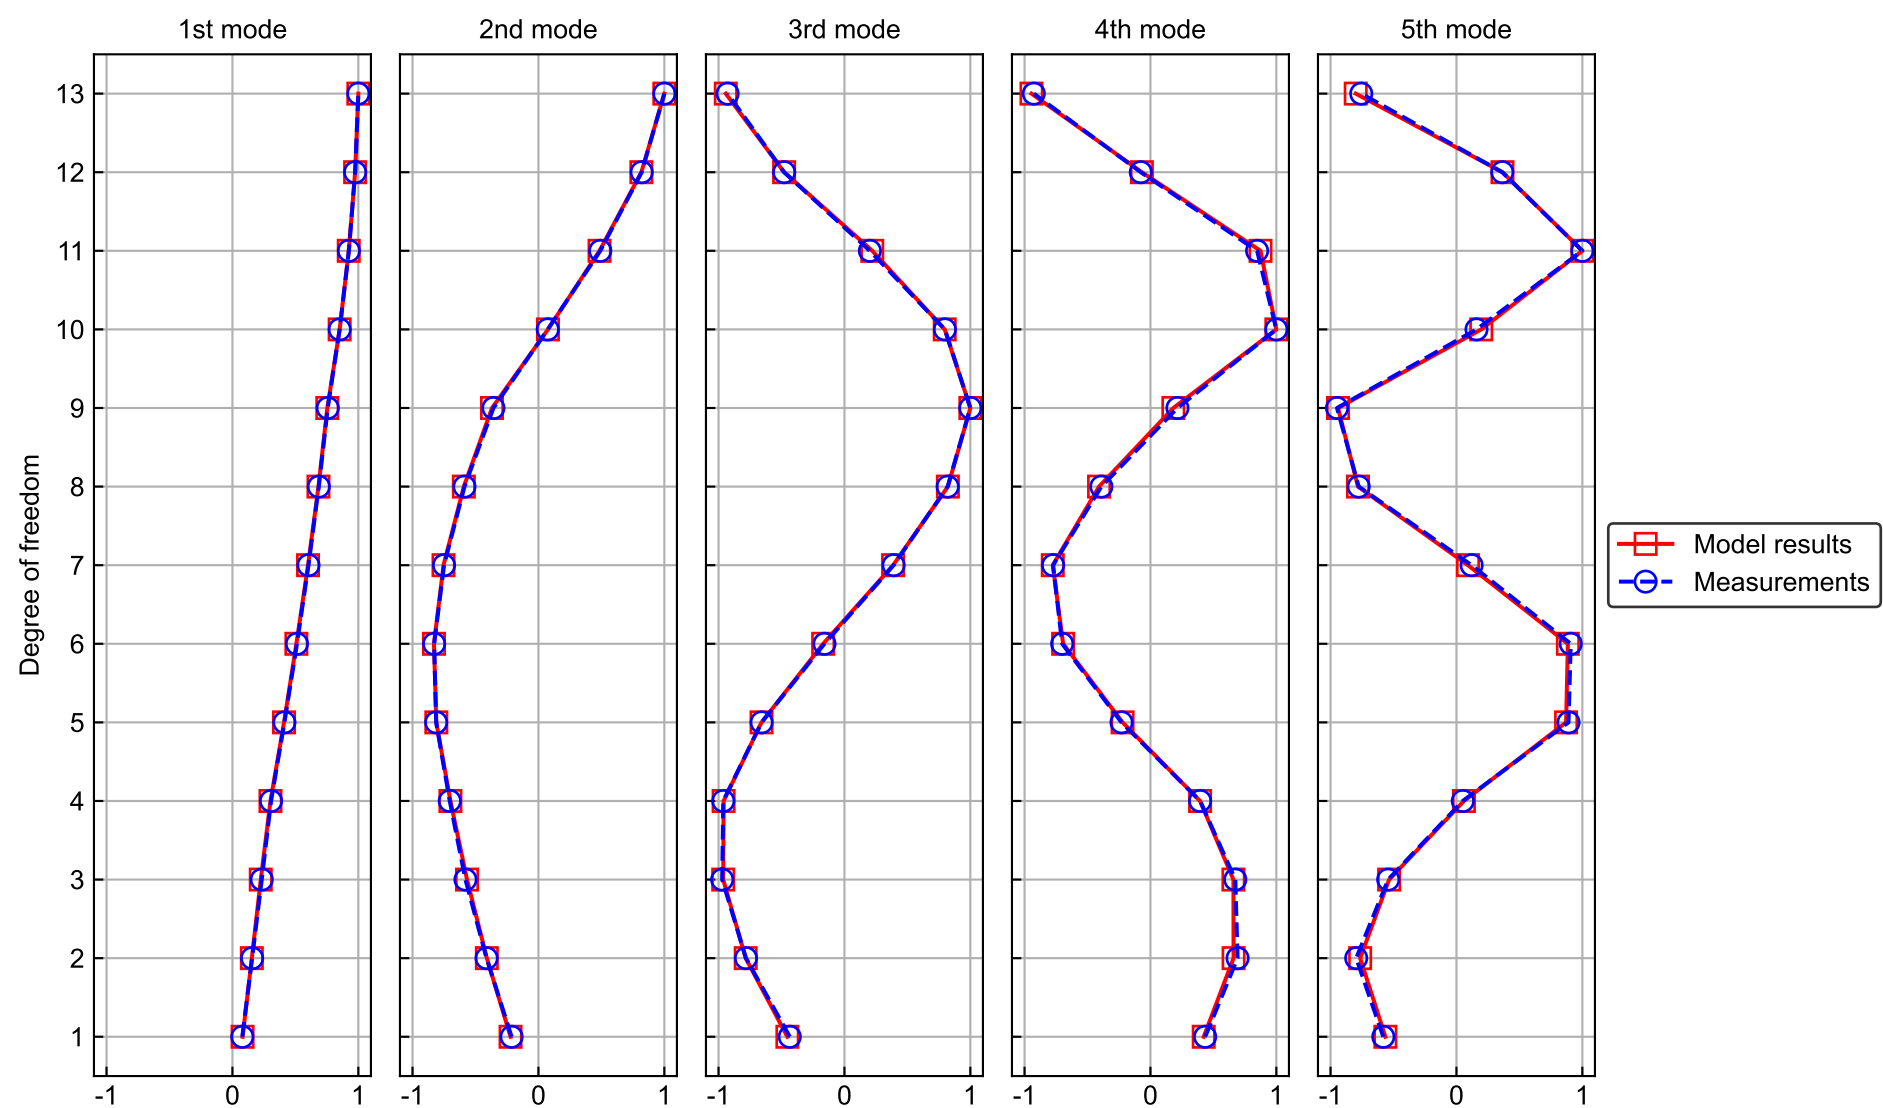 1st mode
2nd mode
3rd mode
4th mode
5th mode
Degree of freedom
13
12
11
10
9
8
7
6
5
4
3
2
1
-1 0 1
-1 0 1
-1 0 1
-1 0 1
-1 0 1
Model results
Measurements